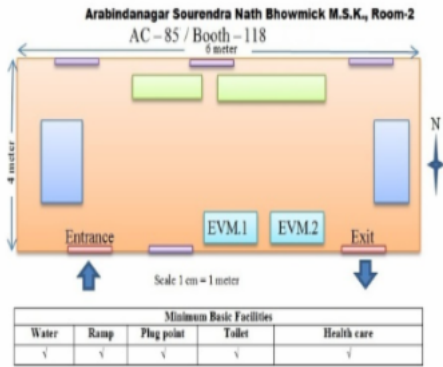 Arabindanagar Sourendra Nath Bhowmick M.S.K., Room-2
AC – 85 / Booth – 118
6 meter
4 meter
N
EVM.1 EVM.2
Entrance Exit
Scale 1 cm = 1 meter
Minimum Basic Facilities
Water Ramp Plug point Toilet Health care
√ √ √ √ √